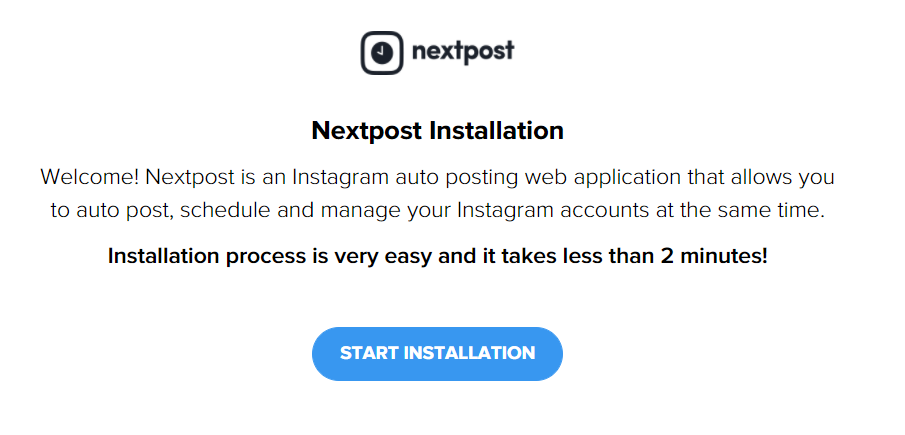 nextpost
Nextpost Installation
Welcome! Nextpost is an Instagram auto posting web application that allows you
to auto post, schedule and manage your Instagram accounts at the same time.
Installation process is very easy and it takes less than 2 minutes!
START INSTALLATION